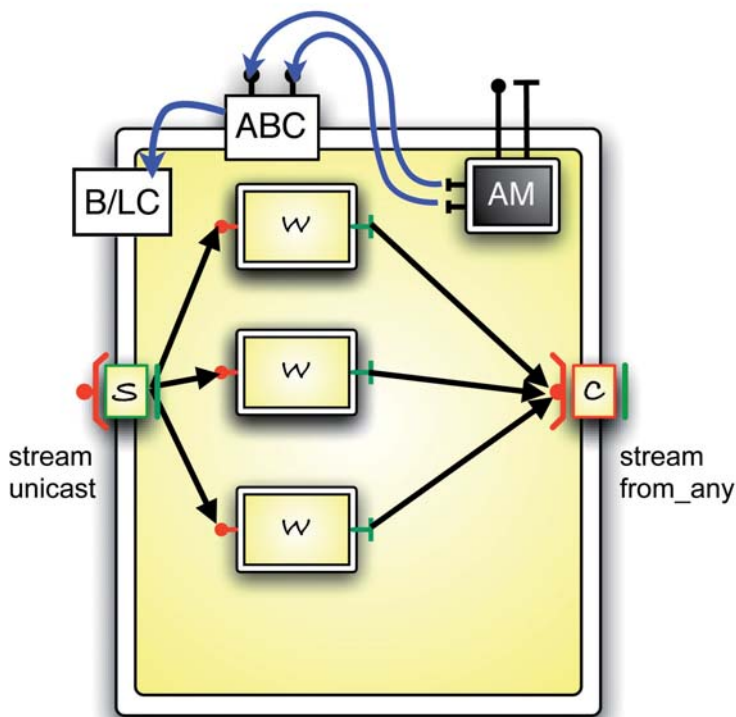 ABC
AM
B/LC
W
W
S
C
stream
unicast
stream
from_any
W